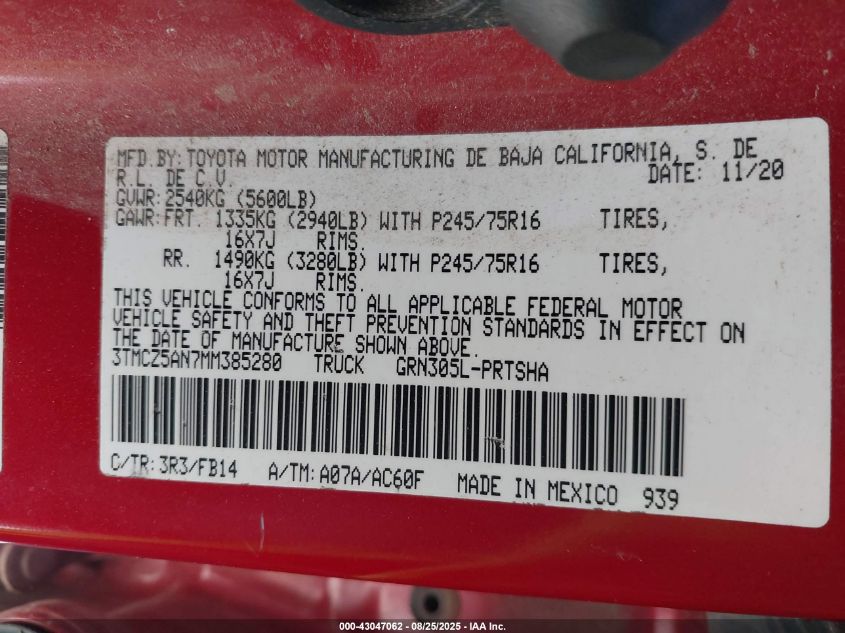 MFD.BY:TOYOTA MOTOR MANUFACTURING DE BAJA CALIFORNIA, S. DE
R.L. DE C.V. DATE: 11/20
GVWR:2540KG (5600LB)
GAWR:FRT. 1335KG (2940LB) WITH P245/75R16 TIRES,
16X7J RIMS.
RR. 1490KG (3280LB) WITH P245/75R16 TIRES,
16X7J RIMS.
THIS VEHICLE CONFORMS TO ALL APPLICABLE FEDERAL MOTOR
VEHICLE SAFETY AND THEFT PREVENTION STANDARDS IN EFFECT ON
THE DATE OF MANUFACTURE SHOWN ABOVE.
3TMCZ5AN7MM385280 TRUCK GRN305L-PRTSHA
C/TR:3R3/FB14 A/TM:A07A/AC60F MADE IN MEXICO 939
000-43047062 - 08/25/2025 - IAA Inc.